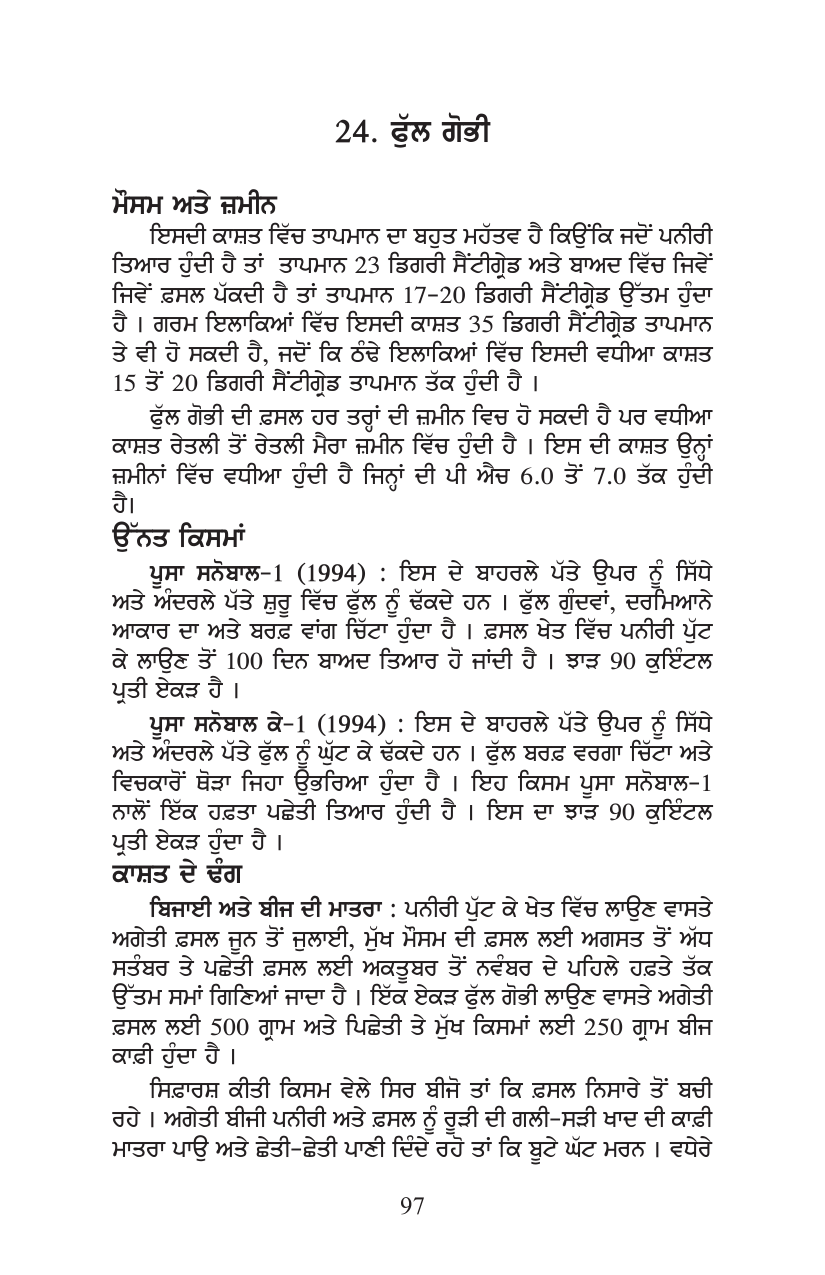 24. ਫੁੱਲ ਗੋਭੀ
ਮੌਸਮ ਅਤੇ ਜ਼ਮੀਨ
ਇਸਦੀ ਕਾਸ਼ਤ ਵਿੱਚ ਤਾਪਮਾਨ ਦਾ ਬਹੁਤ ਮਹੱਤਵ ਹੈ ਕਿਉਂਕਿ ਜਦੋਂ ਪਨੀਰੀ
ਤਿਆਰ ਹੁੰਦੀ ਹੈ ਤਾਂ ਤਾਪਮਾਨ 23 ਡਿਗਰੀ ਸੈਂਟੀਗ੍ਰੇਡ ਅਤੇ ਬਾਅਦ ਵਿੱਚ ਜਿਵੇਂ
ਜਿਵੇਂ ਫ਼ਸਲ ਪੱਕਦੀ ਹੈ ਤਾਂ ਤਾਪਮਾਨ 17-20 ਡਿਗਰੀ ਸੈਂਟੀਗ੍ਰੇਡ ਉੱਤਮ ਹੁੰਦਾ
ਹੈ । ਗਰਮ ਇਲਾਕਿਆਂ ਵਿੱਚ ਇਸਦੀ ਕਾਸ਼ਤ 35 ਡਿਗਰੀ ਸੈਂਟੀਗ੍ਰੇਡ ਤਾਪਮਾਨ
ਤੇ ਵੀ ਹੋ ਸਕਦੀ ਹੈ, ਜਦੋਂ ਕਿ ਠੰਢੇ ਇਲਾਕਿਆਂ ਵਿੱਚ ਇਸਦੀ ਵਧੀਆ ਕਾਸ਼ਤ
15 ਤੋਂ 20 ਡਿਗਰੀ ਸੈਂਟੀਗ੍ਰੇਡ ਤਾਪਮਾਨ ਤੱਕ ਹੁੰਦੀ ਹੈ ।
ਫੁੱਲ ਗੋਭੀ ਦੀ ਫ਼ਸਲ ਹਰ ਤਰ੍ਹਾਂ ਦੀ ਜ਼ਮੀਨ ਵਿਚ ਹੋ ਸਕਦੀ ਹੈ ਪਰ ਵਧੀਆ
ਕਾਸ਼ਤ ਰੇਤਲੀ ਤੋਂ ਰੇਤਲੀ ਮੈਰਾ ਜ਼ਮੀਨ ਵਿੱਚ ਹੁੰਦੀ ਹੈ । ਇਸ ਦੀ ਕਾਸ਼ਤ ਉਨ੍ਹਾਂ
ਜ਼ਮੀਨਾਂ ਵਿੱਚ ਵਧੀਆ ਹੁੰਦੀ ਹੈ ਜਿਨ੍ਹਾਂ ਦੀ ਪੀ ਐਚ 6.0 ਤੋਂ 7.0 ਤੱਕ ਹੁੰਦੀ
ਹੈ।
ਉੱਨਤ ਕਿਸਮਾਂ
ਪੂਸਾ ਸਨੋਬਾਲ-1 (1994) : ਇਸ ਦੇ ਬਾਹਰਲੇ ਪੱਤੇ ਉਪਰ ਨੂੰ ਸਿੱਧੇ
ਅਤੇ ਅੰਦਰਲੇ ਪੱਤੇ ਸ਼ੁਰੂ ਵਿੱਚ ਫੁੱਲ ਨੂੰ ਢੱਕਦੇ ਹਨ । ਫੁੱਲ ਗੁੰਦਵਾਂ, ਦਰਮਿਆਨੇ
ਆਕਾਰ ਦਾ ਅਤੇ ਬਰਫ਼ ਵਾਂਗ ਚਿੱਟਾ ਹੁੰਦਾ ਹੈ । ਫ਼ਸਲ ਖੇਤ ਵਿੱਚ ਪਨੀਰੀ ਪੁੱਟ
ਕੇ ਲਾਉਣ ਤੋਂ 100 ਦਿਨ ਬਾਅਦ ਤਿਆਰ ਹੋ ਜਾਂਦੀ ਹੈ । ਝਾੜ 90 ਕੁਇੰਟਲ
ਪ੍ਰਤੀ ਏਕੜ ਹੈ ।
ਪੂਸਾ ਸਨੋਬਾਲ ਕੇ-1 (1994) : ਇਸ ਦੇ ਬਾਹਰਲੇ ਪੱਤੇ ਉਪਰ ਨੂੰ ਸਿੱਧੇ
ਅਤੇ ਅੰਦਰਲੇ ਪੱਤੇ ਫੁੱਲ ਨੂੰ ਘੁੱਟ ਕੇ ਢੱਕਦੇ ਹਨ । ਫੁੱਲ ਬਰਫ਼ ਵਰਗਾ ਚਿੱਟਾ ਅਤੇ
ਵਿਚਕਾਰੋਂ ਥੋੜਾ ਜਿਹਾ ਉਭਰਿਆ ਹੁੰਦਾ ਹੈ । ਇਹ ਕਿਸਮ ਪੂਸਾ ਸਨੋਬਾਲ-1
ਨਾਲੋਂ ਇੱਕ ਹਫ਼ਤਾ ਪਛੇਤੀ ਤਿਆਰ ਹੁੰਦੀ ਹੈ । ਇਸ ਦਾ ਝਾੜ 90 ਕੁਇੰਟਲ
ਪ੍ਰਤੀ ਏਕੜ ਹੁੰਦਾ ਹੈ ।
ਕਾਸ਼ਤ ਦੇ ਢੰਗ
ਬਿਜਾਈ ਅਤੇ ਬੀਜ ਦੀ ਮਾਤਰਾ : ਪਨੀਰੀ ਪੁੱਟ ਕੇ ਖੇਤ ਵਿੱਚ ਲਾਉਣ ਵਾਸਤੇ
ਅਗੇਤੀ ਫ਼ਸਲ ਜੂਨ ਤੋਂ ਜੁਲਾਈ, ਮੁੱਖ ਮੌਸਮ ਦੀ ਫ਼ਸਲ ਲਈ ਅਗਸਤ ਤੋਂ ਅੱਧ
ਸਤੰਬਰ ਤੇ ਪਛੇਤੀ ਫ਼ਸਲ ਲਈ ਅਕਤੂਬਰ ਤੋਂ ਨਵੰਬਰ ਦੇ ਪਹਿਲੇ ਹਫ਼ਤੇ ਤੱਕ
ਉੱਤਮ ਸਮਾਂ ਗਿਣਿਆਂ ਜਾਦਾ ਹੈ । ਇੱਕ ਏਕੜ ਫੁੱਲ ਗੋਭੀ ਲਾਉਣ ਵਾਸਤੇ ਅਗੇਤੀ
ਫ਼ਸਲ ਲਈ 500 ਗ੍ਰਾਮ ਅਤੇ ਪਿਛੇਤੀ ਤੇ ਮੁੱਖ ਕਿਸਮਾਂ ਲਈ 250 ਗ੍ਰਾਮ ਬੀਜ
ਕਾਫ਼ੀ ਹੁੰਦਾ ਹੈ ।
ਸਿਫ਼ਾਰਸ਼ ਕੀਤੀ ਕਿਸਮ ਵੇਲੇ ਸਿਰ ਬੀਜੋ ਤਾਂ ਕਿ ਫ਼ਸਲ ਨਿਸਾਰੇ ਤੋਂ ਬਚੀ
ਰਹੇ । ਅਗੇਤੀ ਬੀਜੀ ਪਨੀਰੀ ਅਤੇ ਫ਼ਸਲ ਨੂੰ ਰੂੜੀ ਦੀ ਗਲੀ-ਸੜੀ ਖਾਦ ਦੀ ਕਾਫ਼ੀ
ਮਾਤਰਾ ਪਾਉ ਅਤੇ ਛੇਤੀ-ਛੇਤੀ ਪਾਣੀ ਦਿੰਦੇ ਰਹੋ ਤਾਂ ਕਿ ਬੂਟੇ ਘੱਟ ਮਰਨ । ਵਧੇਰੇ
97